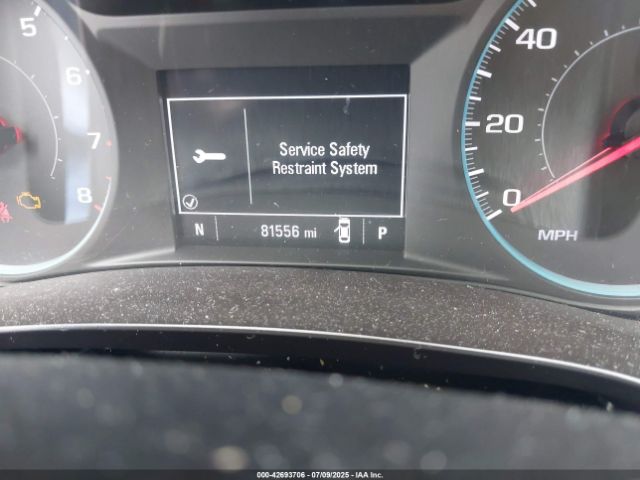 5
6
7
8
Service Safety
Restraint System
N 81556 mi P
40
20
0
MPH
000-42693706 - 07/09/2025 - IAA Inc.